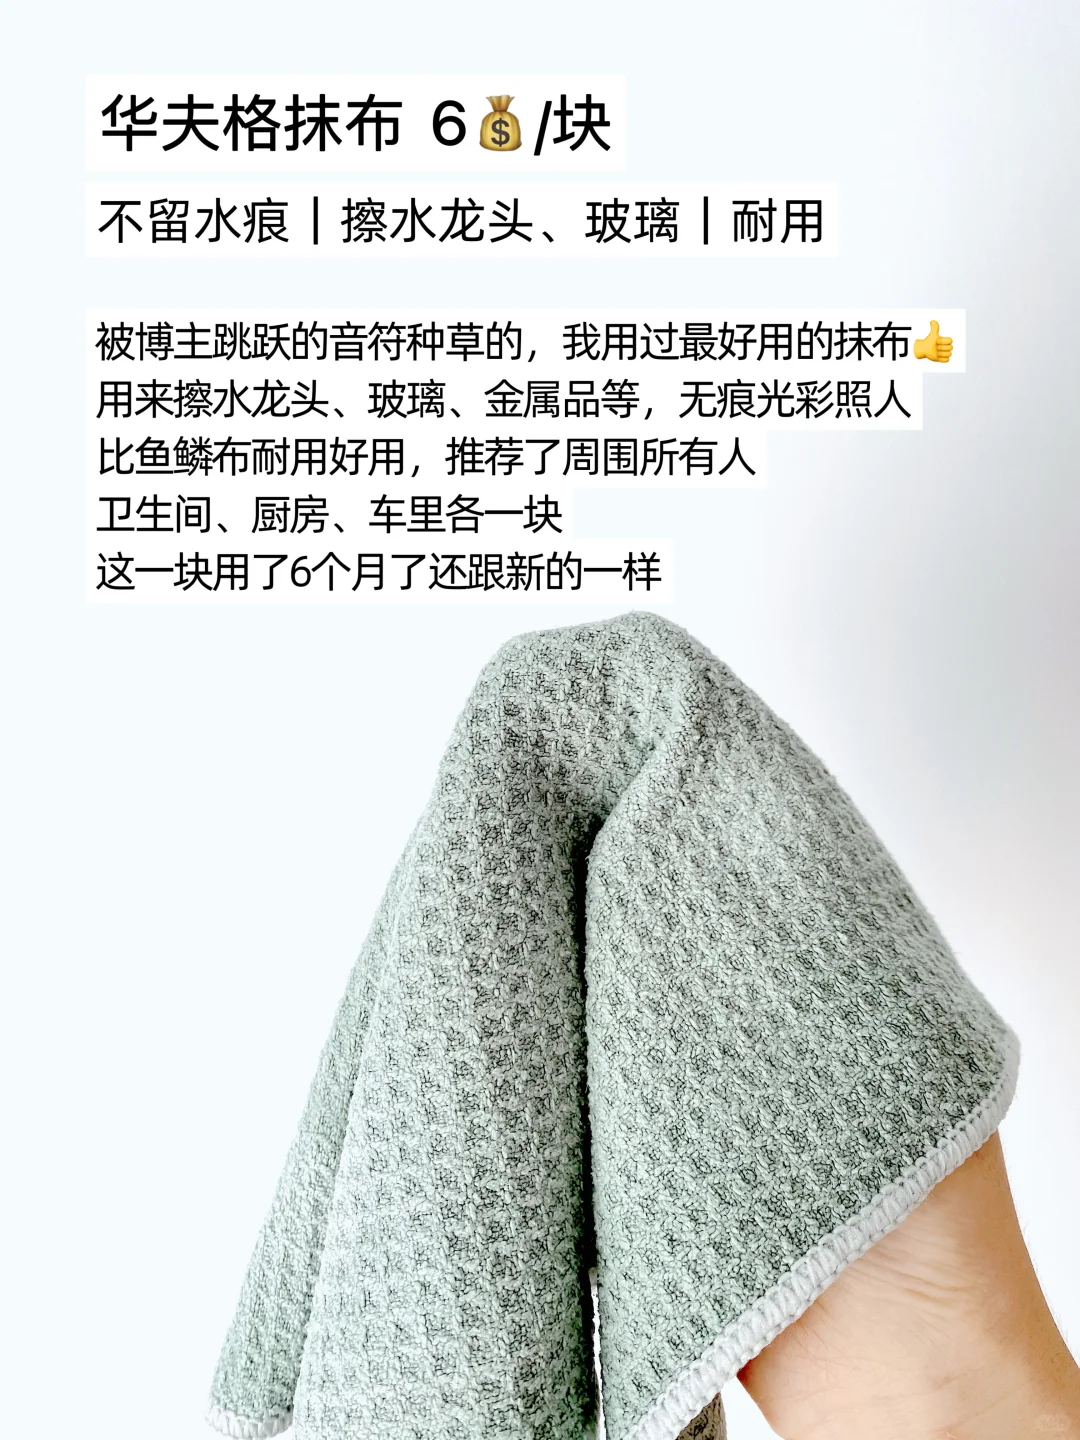 华夫格抹布 6💰/块
不留水痕 | 擦水龙头、玻璃 | 耐用
被博主跳跃的音符种草的，我用过最好用的抹布👍
用来擦水龙头、玻璃、金属品等，无痕光彩照人
比鱼鳞布耐用好用，推荐了周围所有人
卫生间、厨房、车里各一块
这一块用了6个月了还跟新的一样